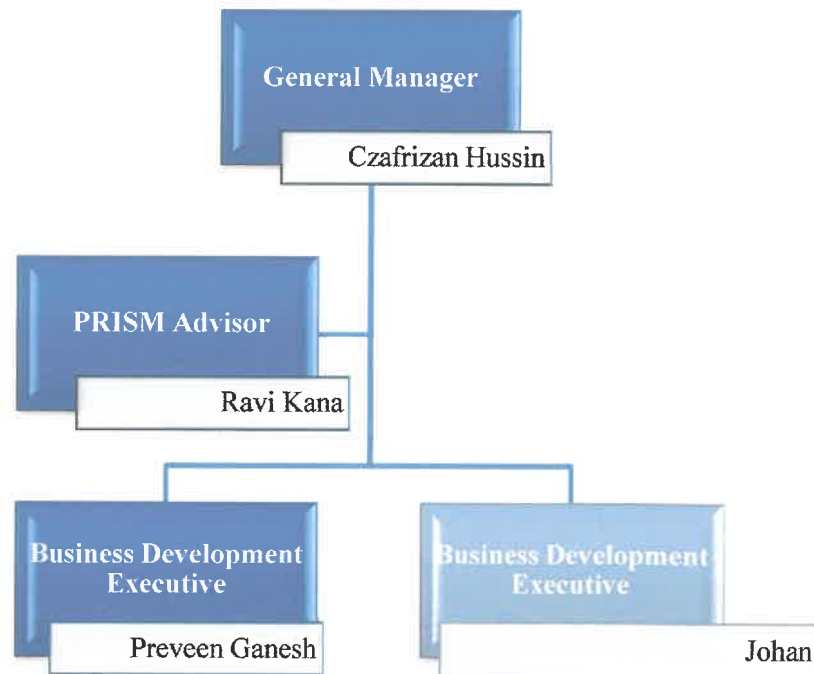 General Manager
Czafrizan Hussin
PRISM Advisor
Ravi Kana
Business Development
Executive
Preveen Ganesh
Business Development
Executive
Johan